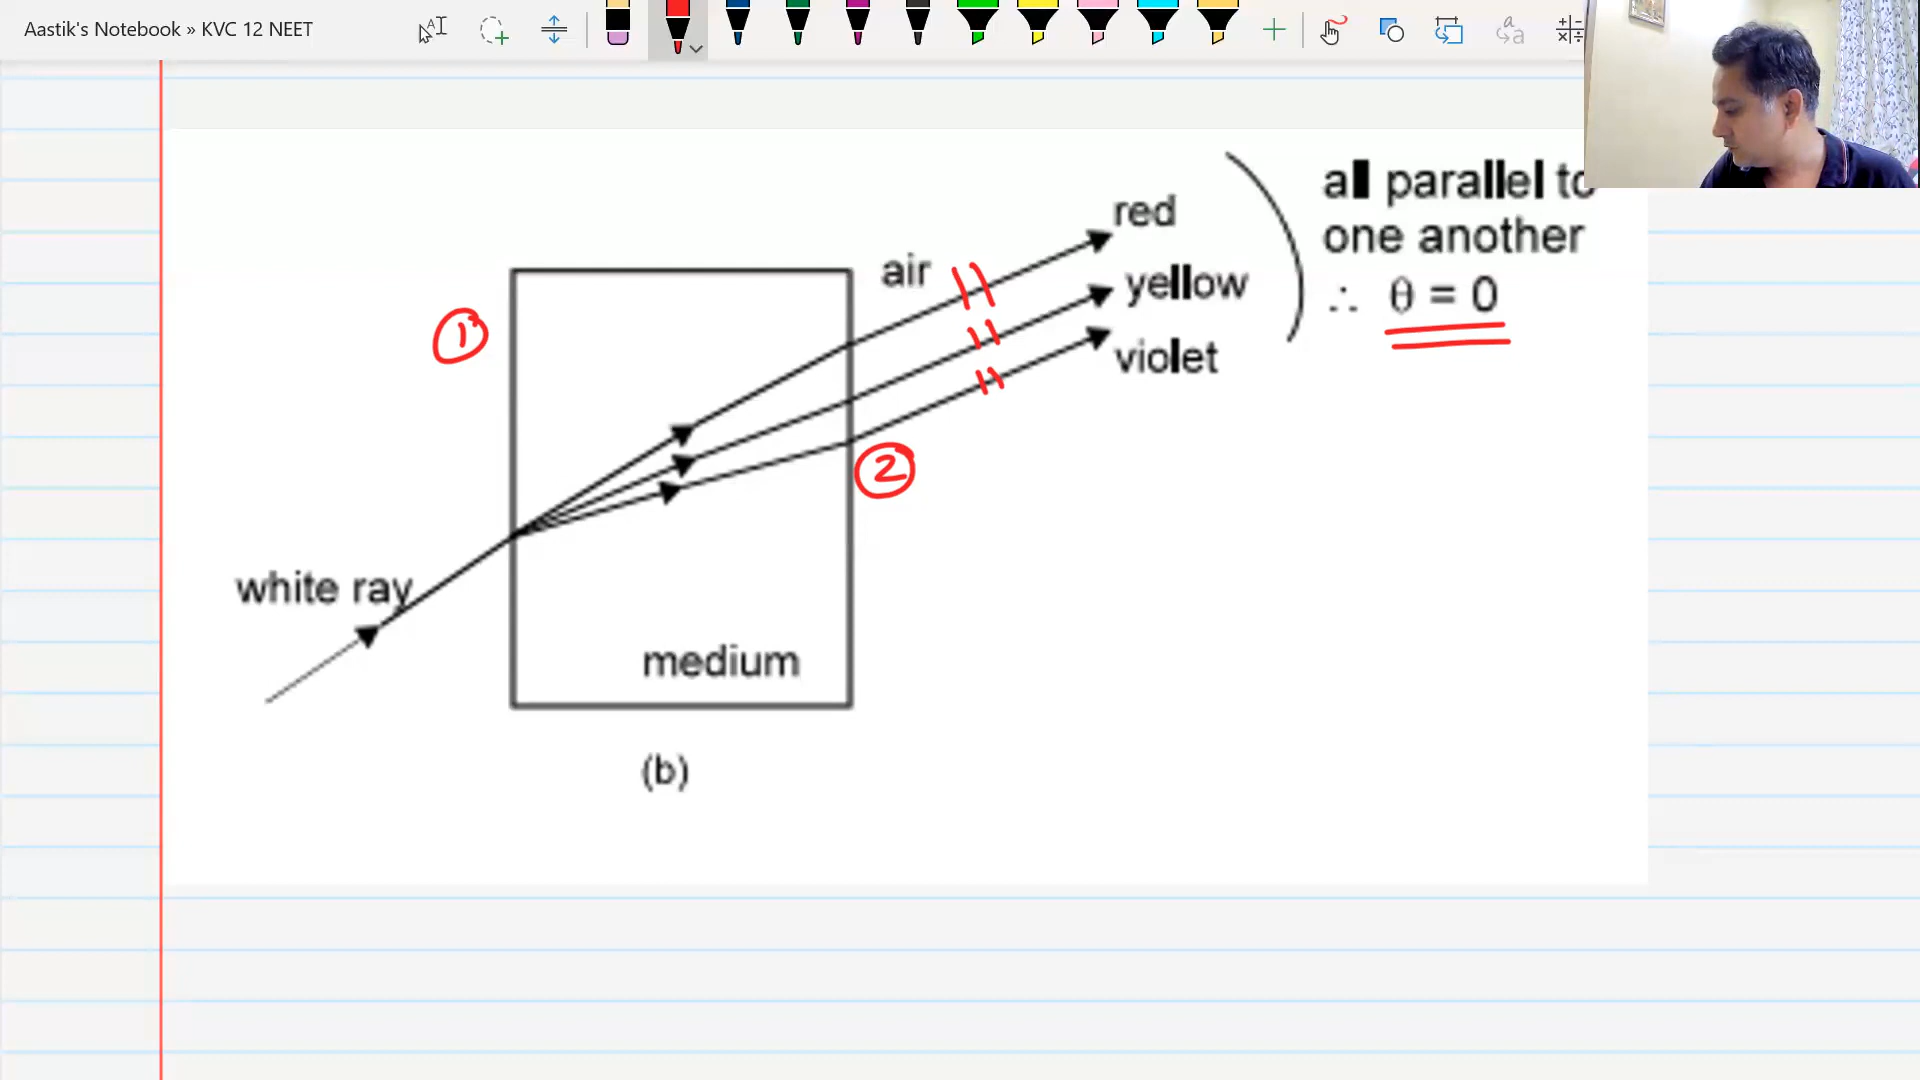 Aastik's Notebook » KVC 12 NEET
all parallel to
one another
∴ θ = 0
red
air
yellow
violet
1
2
white ray
medium
(b)